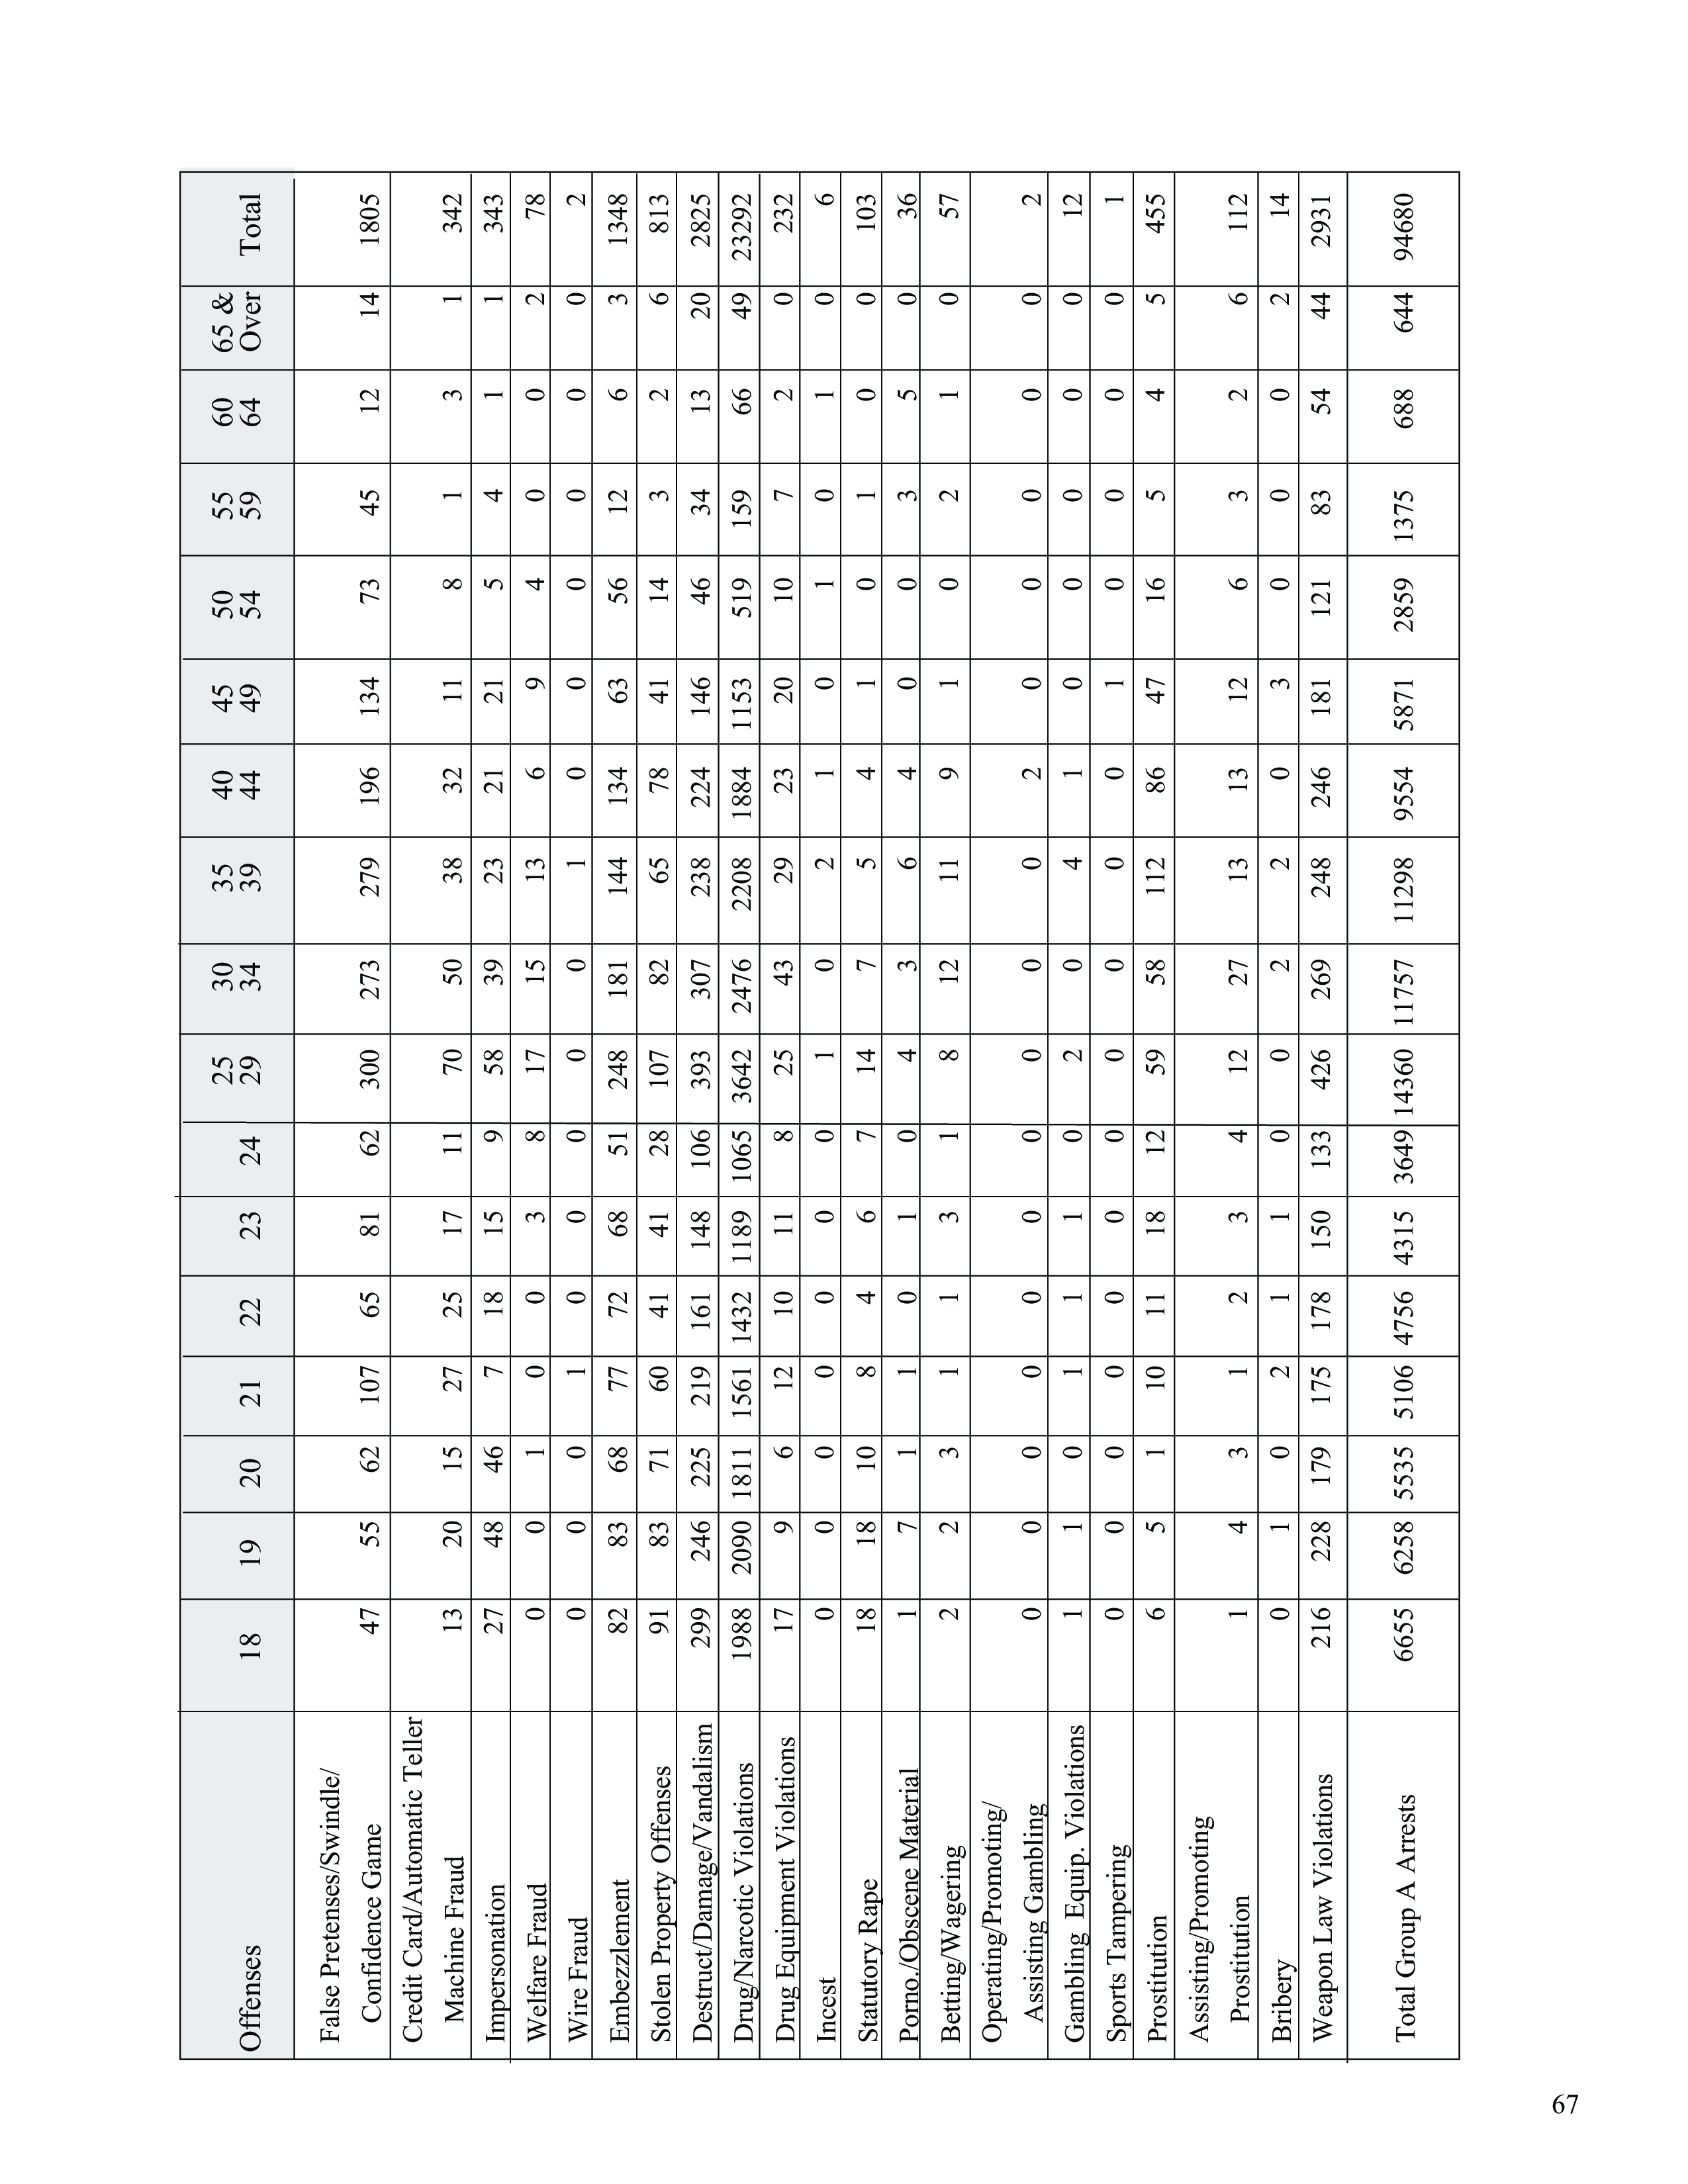 Offenses 18 19 20 21 22 23 24 25 29 30 34 35 39 40 44 45 49 50 54 55 59 60 64 65 & Over Total
False Pretenses/Swindle/
Confidence Game 47 55 62 107 65 81 62 300 273 279 196 134 73 45 12 14 1805
Credit Card/Automatic Teller
Machine Fraud 13 20 15 27 25 17 11 70 50 38 32 11 8 1 3 1 342
Impersonation 27 48 46 7 18 15 9 58 39 23 21 21 5 4 1 1 343
Welfare Fraud 0 0 1 0 0 3 8 17 15 13 6 9 4 0 0 2 78
Wire Fraud 0 0 0 1 0 0 0 0 0 1 0 0 0 0 0 0 2
Embezzlement 82 83 68 77 72 68 51 248 181 144 134 63 56 12 6 3 1348
Stolen Property Offenses 91 83 71 60 41 41 28 107 82 65 78 41 14 3 2 6 813
Destruct/Damage/Vandalism 299 246 225 219 161 148 106 393 307 238 224 146 46 34 13 20 2825
Drug/Narcotic Violations 1988 2090 1811 1561 1432 1189 1065 3642 2476 2208 1884 1153 519 159 66 49 23292
Drug Equipment Violations 17 9 6 12 10 11 8 25 43 29 23 20 10 7 2 0 232
Incest 0 0 0 0 0 0 0 1 0 2 1 0 1 0 1 0 6
Statutory Rape 18 18 10 8 4 6 7 14 7 5 4 1 0 1 0 0 103
Porno./Obscene Material 1 7 1 1 0 1 0 4 3 6 4 0 0 3 5 0 36
Betting/Wagering 2 2 3 1 1 3 1 8 12 11 9 1 0 2 1 0 57
Operating/Promoting/
Assisting Gambling 0 0 0 0 0 0 0 0 0 0 2 0 0 0 0 0 2
Gambling Equip. Violations 1 1 0 1 1 1 0 2 0 4 1 0 0 0 0 0 12
Sports Tampering 0 0 0 0 0 0 0 0 0 0 0 1 0 0 0 0 1
Prostitution 6 5 1 10 11 18 12 59 58 112 86 47 16 5 4 5 455
Assisting/Promoting
Prostitution 1 4 3 1 2 3 4 12 27 13 13 12 6 3 2 6 112
Bribery 0 1 0 2 1 1 0 0 2 2 0 3 0 0 0 2 14
Weapon Law Violations 216 228 179 175 178 150 133 426 269 248 246 181 121 83 54 44 2931
Total Group A Arrests 6655 6258 5535 5106 4756 4315 3649 14360 11757 11298 9554 5871 2859 1375 688 644 94680
67